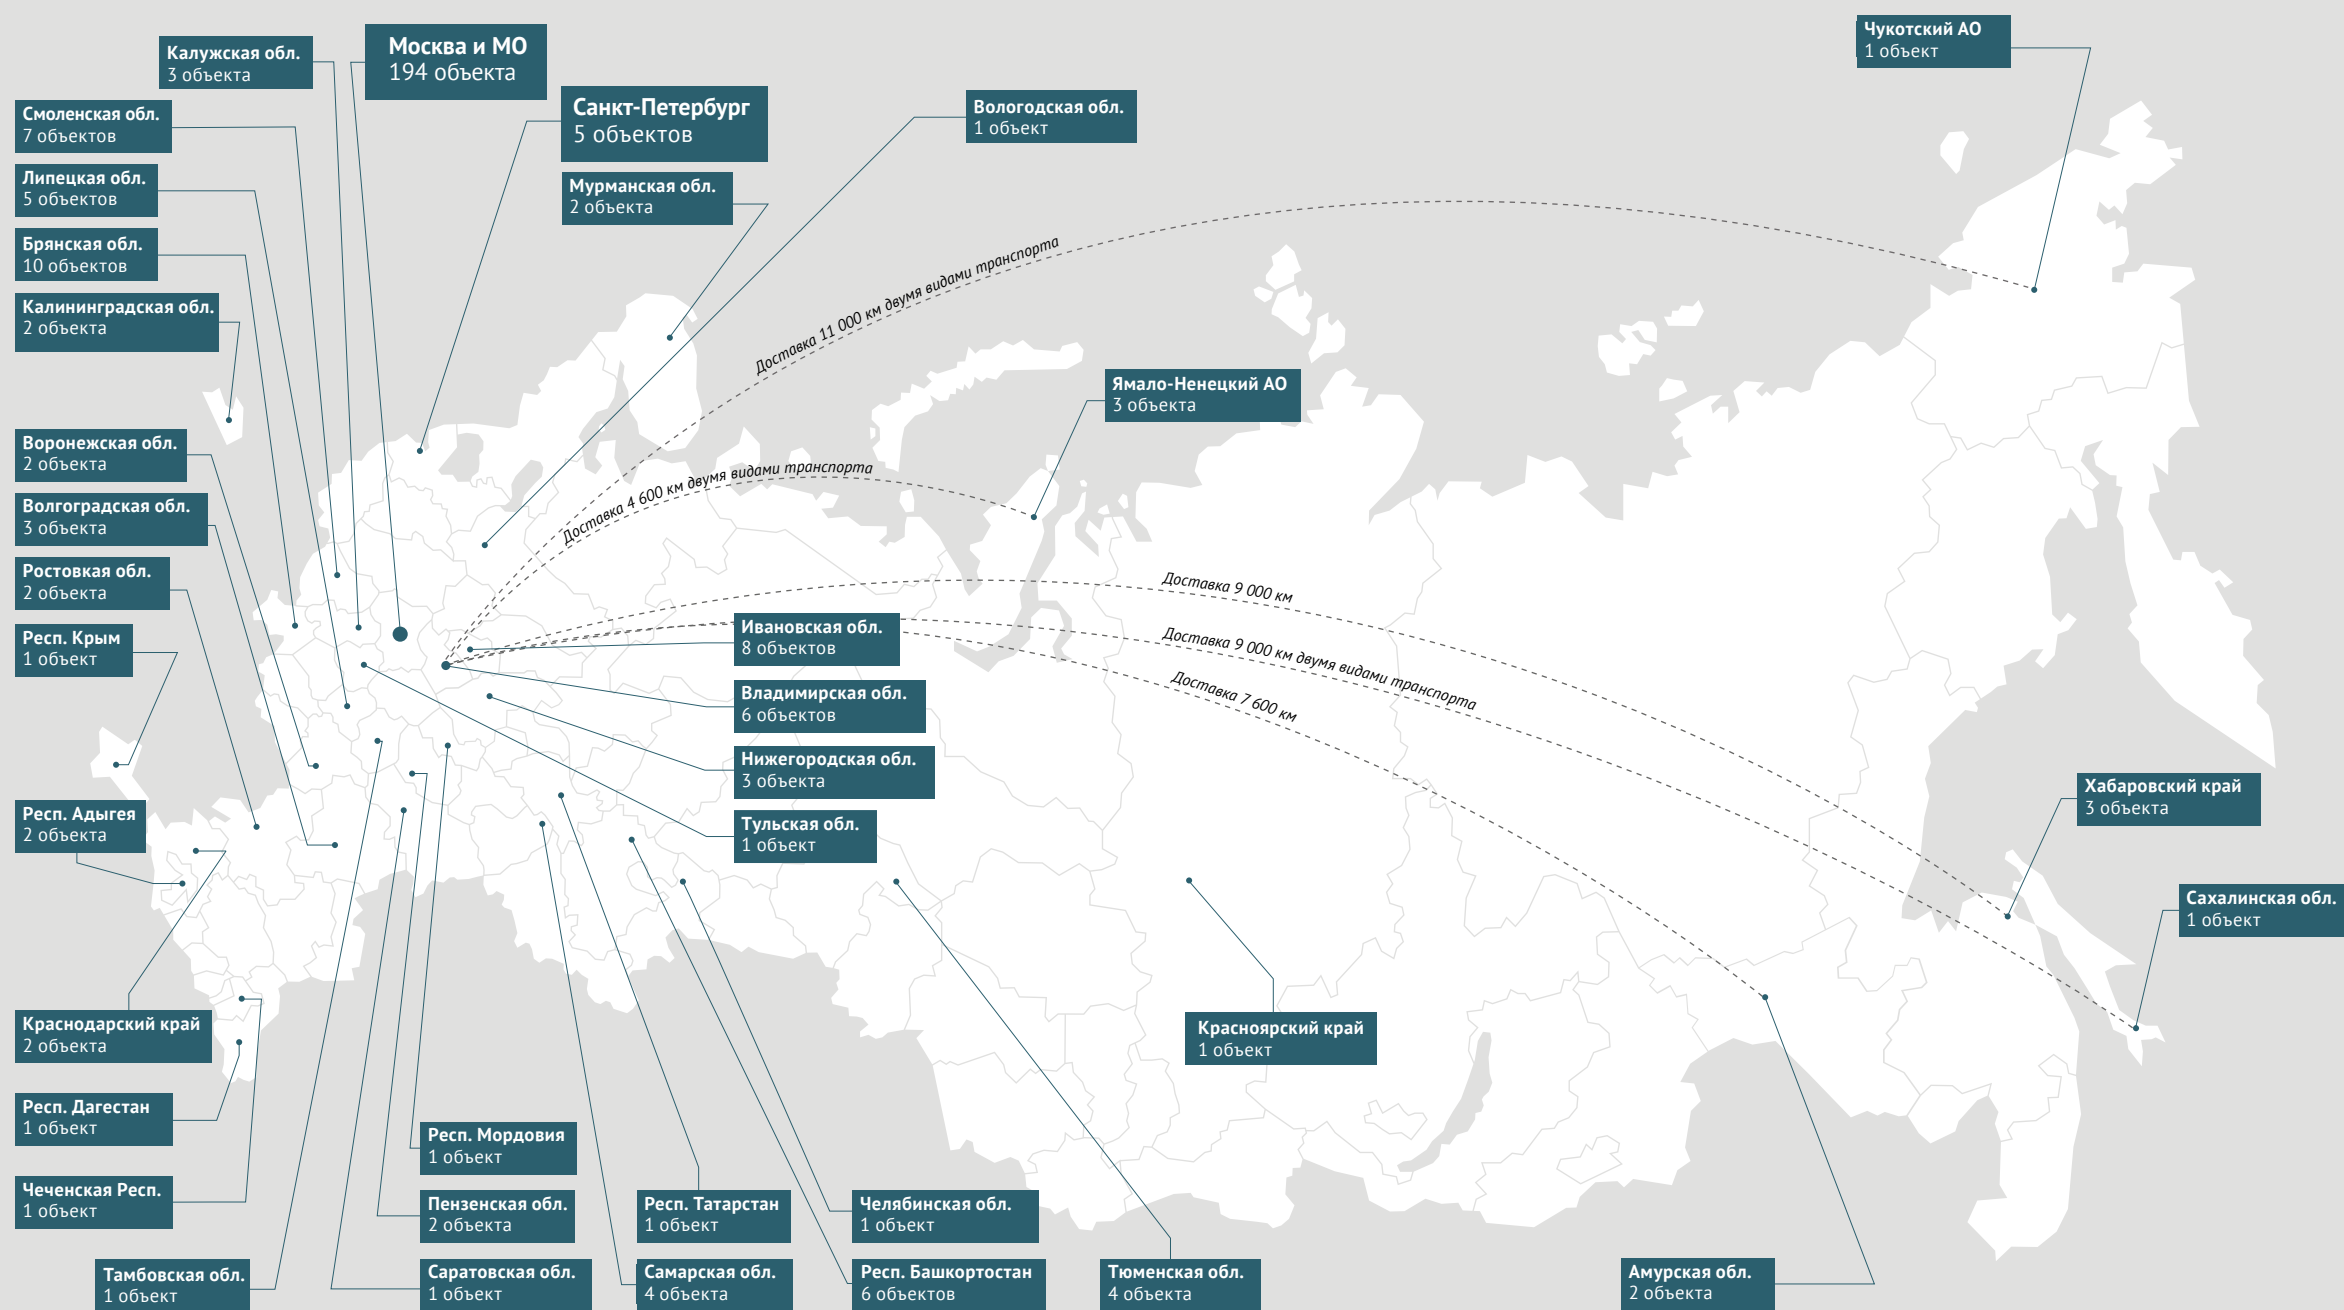 Калужская обл.
3 объекта
Москва и МО
194 объекта
Чукотский АО
1 объект
Смоленская обл.
7 объектов
Санкт-Петербург
5 объектов
Вологодская обл.
1 объект
Липецкая обл.
5 объектов
Мурманская обл.
2 объекта
Брянская обл.
10 объектов
Доставка 11 000 км двумя видами транспорта
Калининградская обл.
2 объекта
Ямало-Ненецкий АО
3 объекта
Воронежская обл.
2 объекта
Доставка 4 600 км двумя видами транспорта
Волгоградская обл.
3 объекта
Ростовкая обл.
2 объекта
Доставка 9 000 км
Респ. Крым
1 объект
Ивановская обл.
8 объектов
Доставка 9 000 км двумя видами транспорта
Владимирская обл.
6 объектов
Доставка 7 600 км
Нижегородская обл.
3 объекта
Хабаровский край
3 объекта
Респ. Адыгея
2 объекта
Тульская обл.
1 объект
Сахалинская обл.
1 объект
Краснодарский край
2 объекта
Красноярский край
1 объект
Респ. Дагестан
1 объект
Респ. Мордовия
1 объект
Чеченская Респ.
1 объект
Пензенская обл.
2 объекта
Респ. Татарстан
1 объект
Челябинская обл.
1 объект
Тамбовская обл.
1 объект
Саратовская обл.
1 объект
Самарская обл.
4 объекта
Респ. Башкортостан
6 объектов
Тюменская обл.
4 объекта
Амурская обл.
2 объекта